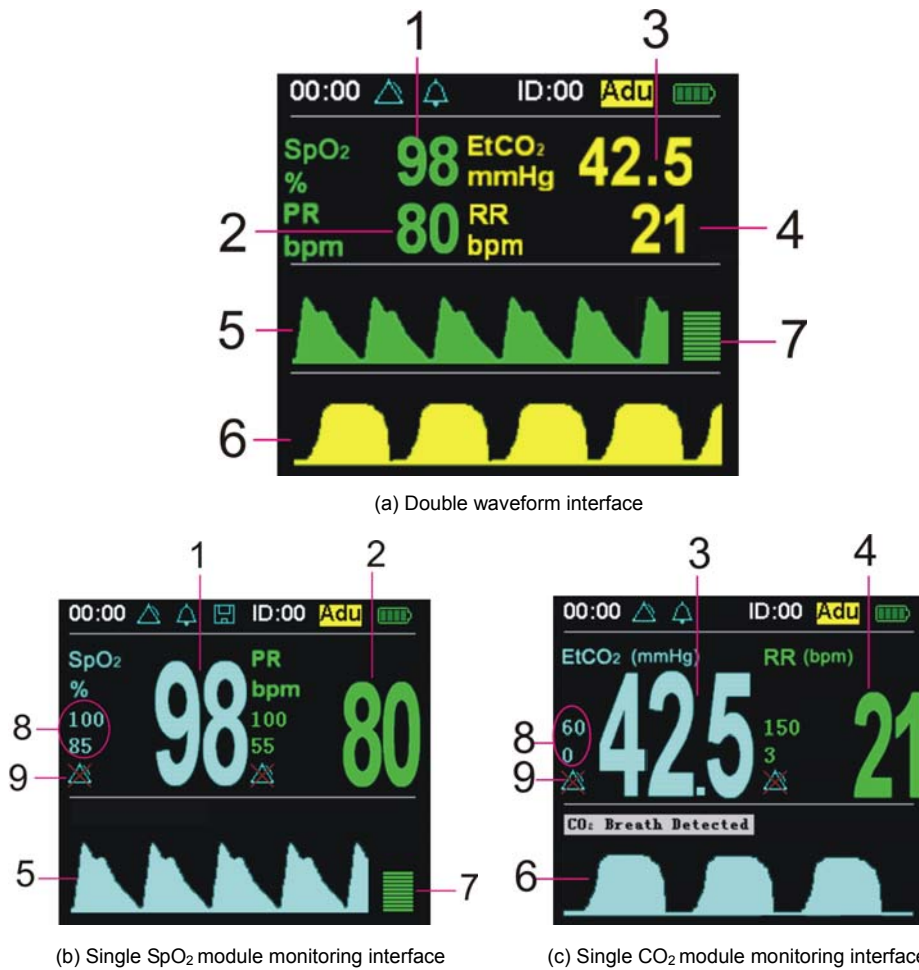 1
3
00:00 ID:00 Adu
SpO₂ 98 EtCO₂ 42.5
% mmHg
PR 80 RR 21
bpm bpm
2
4
5
7
6
(a) Double waveform interface
1
2
00:00 ID:00 Adu
SpO₂ 98 PR 80
% bpm
100 100
85 55
8
9
5
7
(b) Single SpO₂ module monitoring interface
3
4
00:00 ID:00 Adu
EtCO₂ (mmHg) RR (bpm)
60 42.5 150 21
0 3
8
9
CO₂ Breath Detected
6
(c) Single CO₂ module monitoring interface